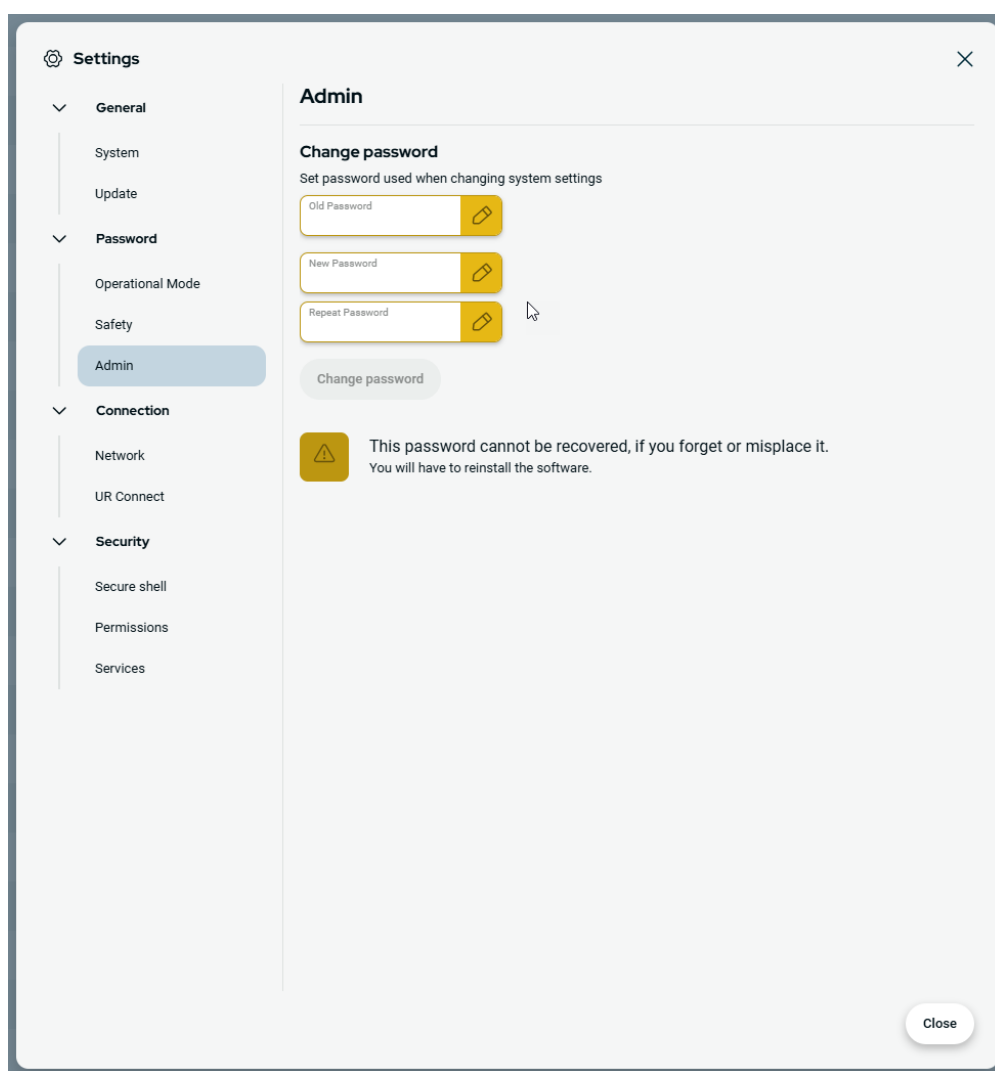 Settings
General
System
Update
Password
Operational Mode
Safety
Admin
Connection
Network
UR Connect
Security
Secure shell
Permissions
Services
Admin
Change password
Set password used when changing system settings
Old Password
New Password
Repeat Password
Change password
This password cannot be recovered, if you forget or misplace it.
You will have to reinstall the software.
Close